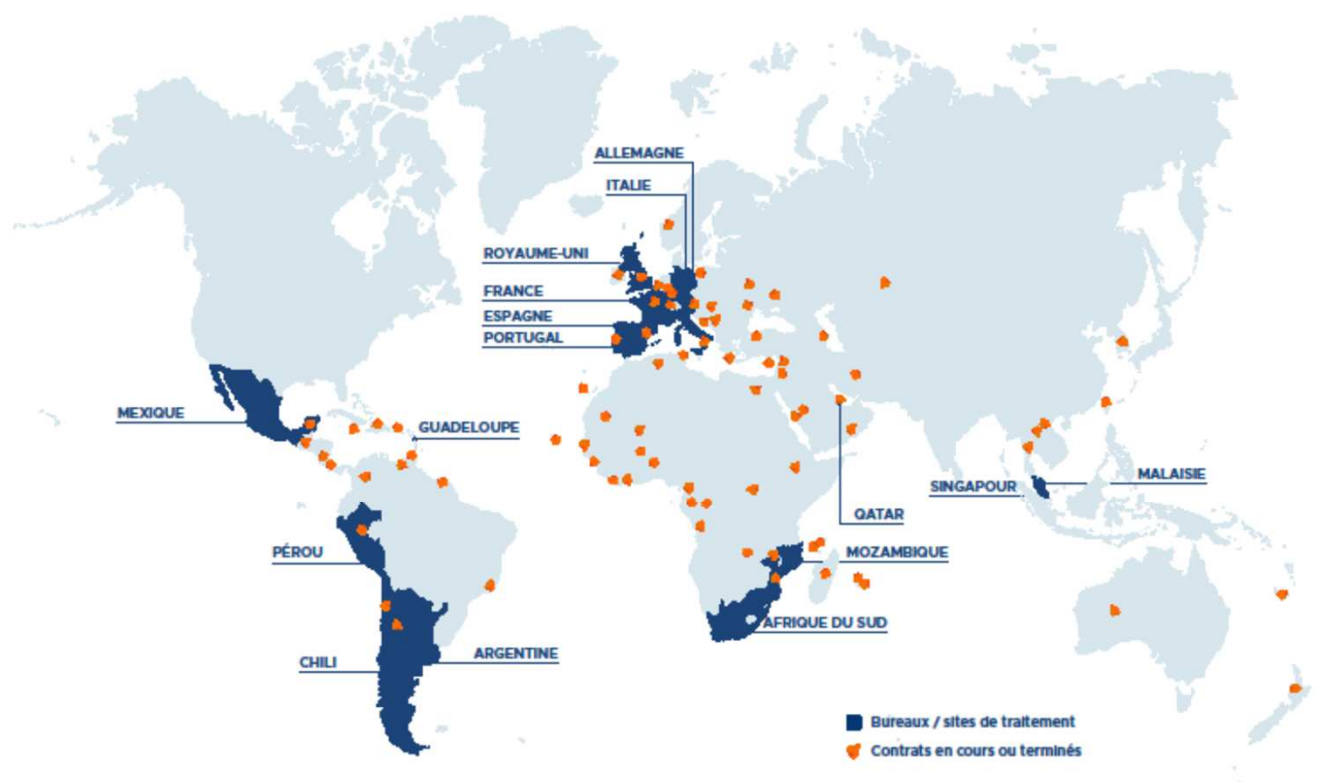 ALLEMAGNE
ITALIE
ROYAUME-UNI
FRANCE
ESPAGNE
PORTUGAL
MEXIQUE
GUADELOUPE
SINGAPOUR
MALAISIE
QATAR
PÉROU
MOZAMBIQUE
AFRIQUE DU SUD
CHILI
ARGENTINE
Bureaux / sites de traitement
Contrats en cours ou terminés